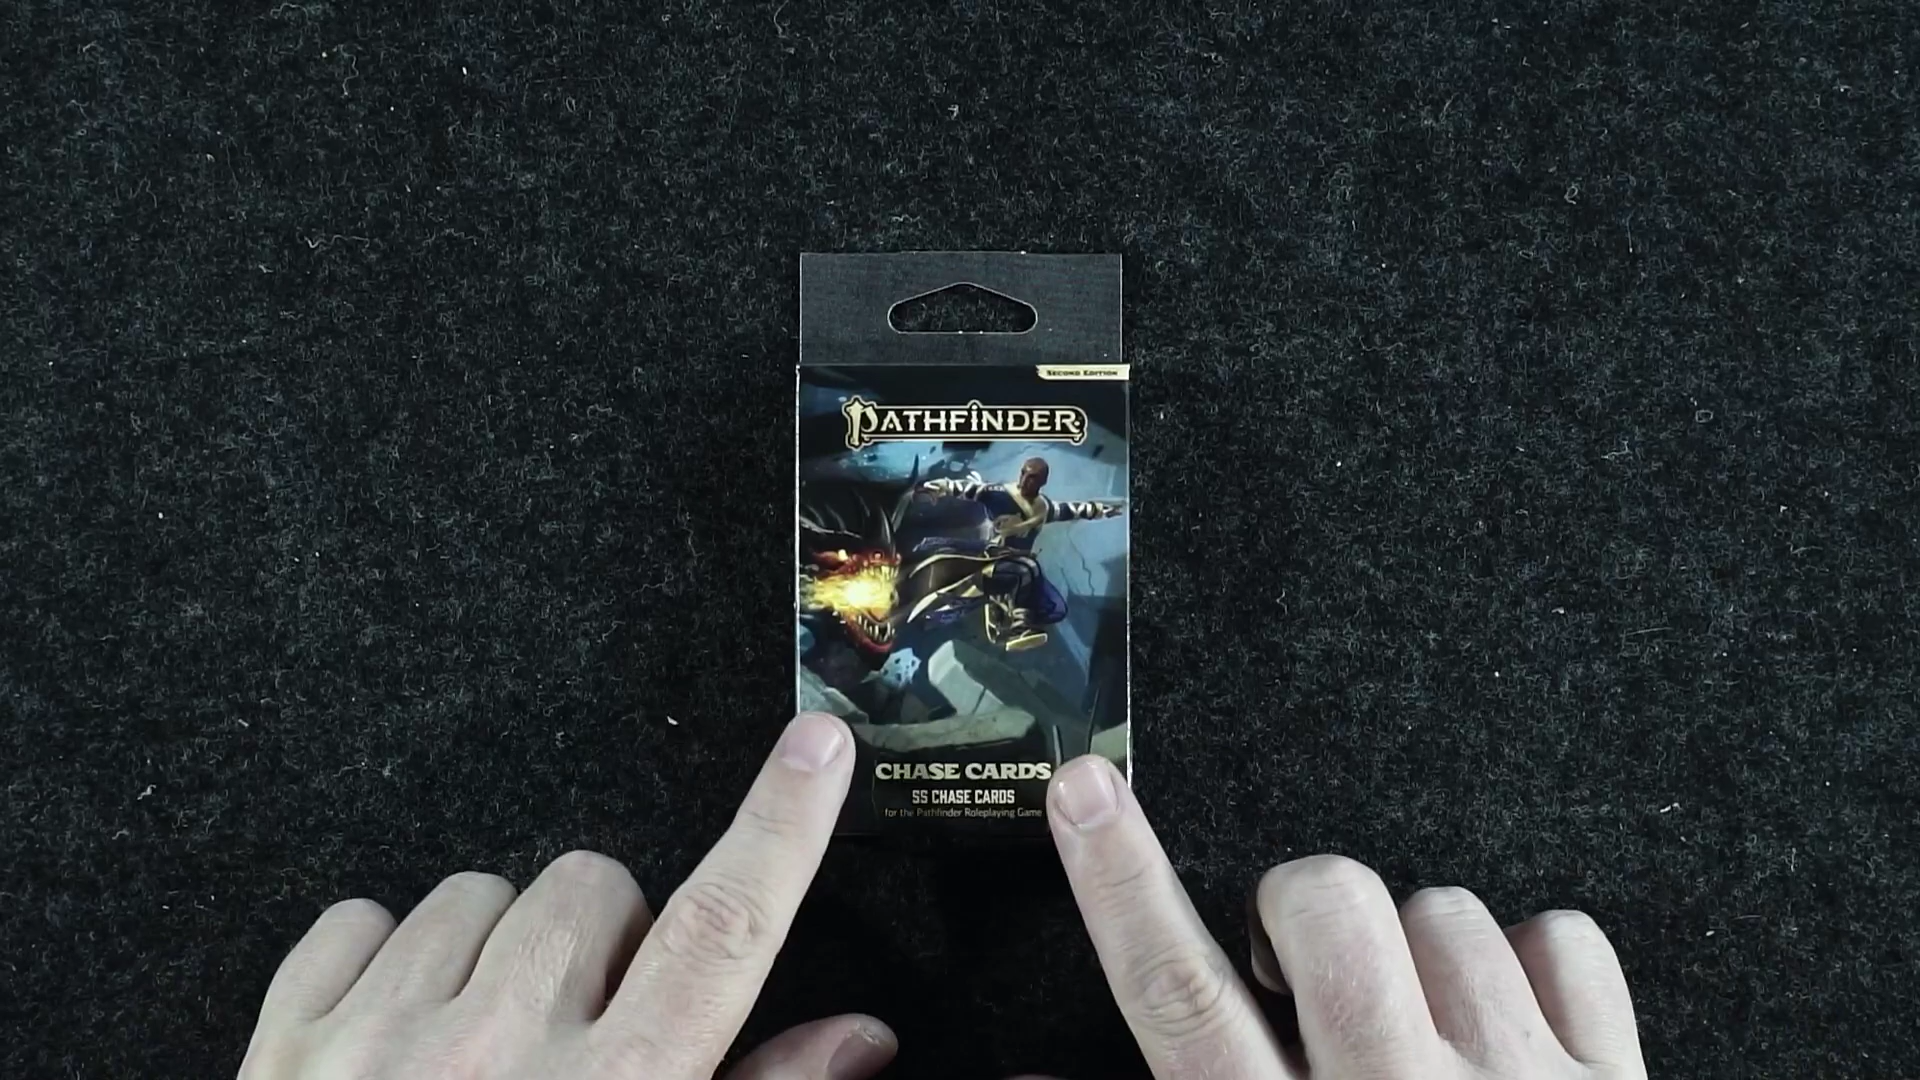 SECOND EDITION
PATHFINDER
CHASE CARDS
55 CHASE CARDS
for the Pathfinder Roleplaying Game